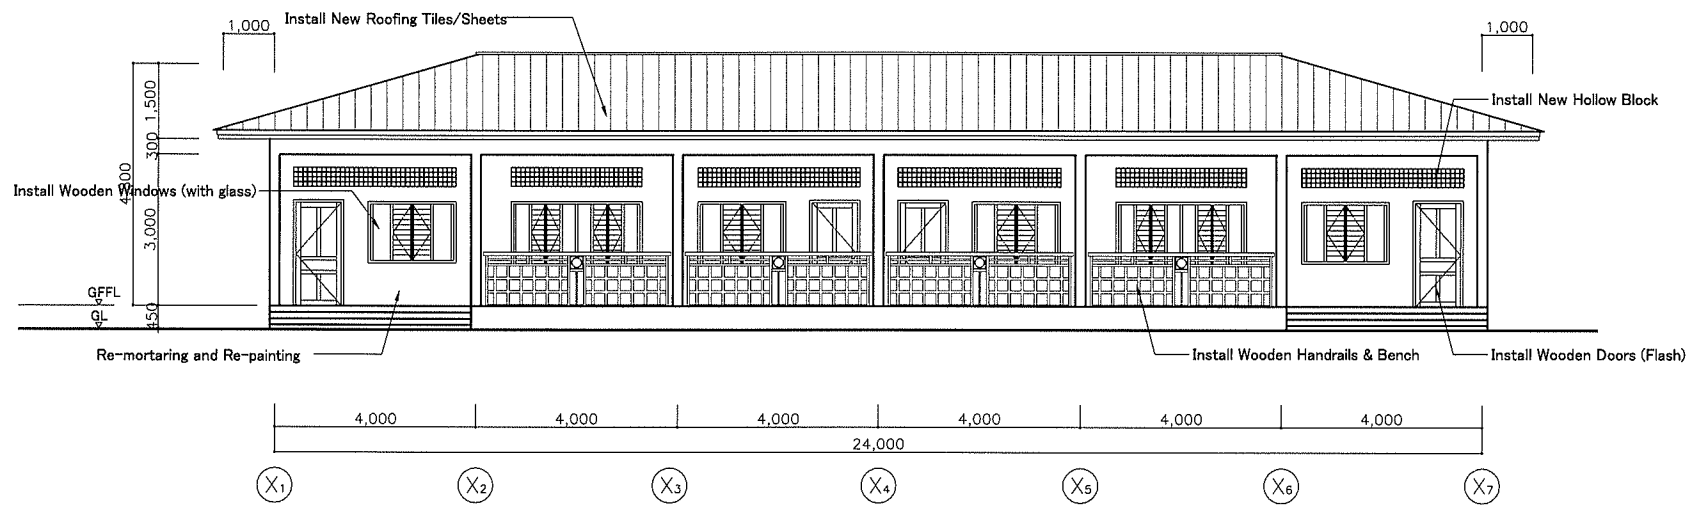 Install New Roofing Tiles/Sheets
1,000
1,000
1,500
Install New Hollow Block
300
4,800
Install Wooden Windows (with glass)
3,000
GFFL
GL
450
Re-mortaring and Re-painting
Install Wooden Handrails & Bench
Install Wooden Doors (Flash)
4,000
4,000
4,000
4,000
4,000
4,000
24,000
X1
X2
X3
X4
X5
X6
X7